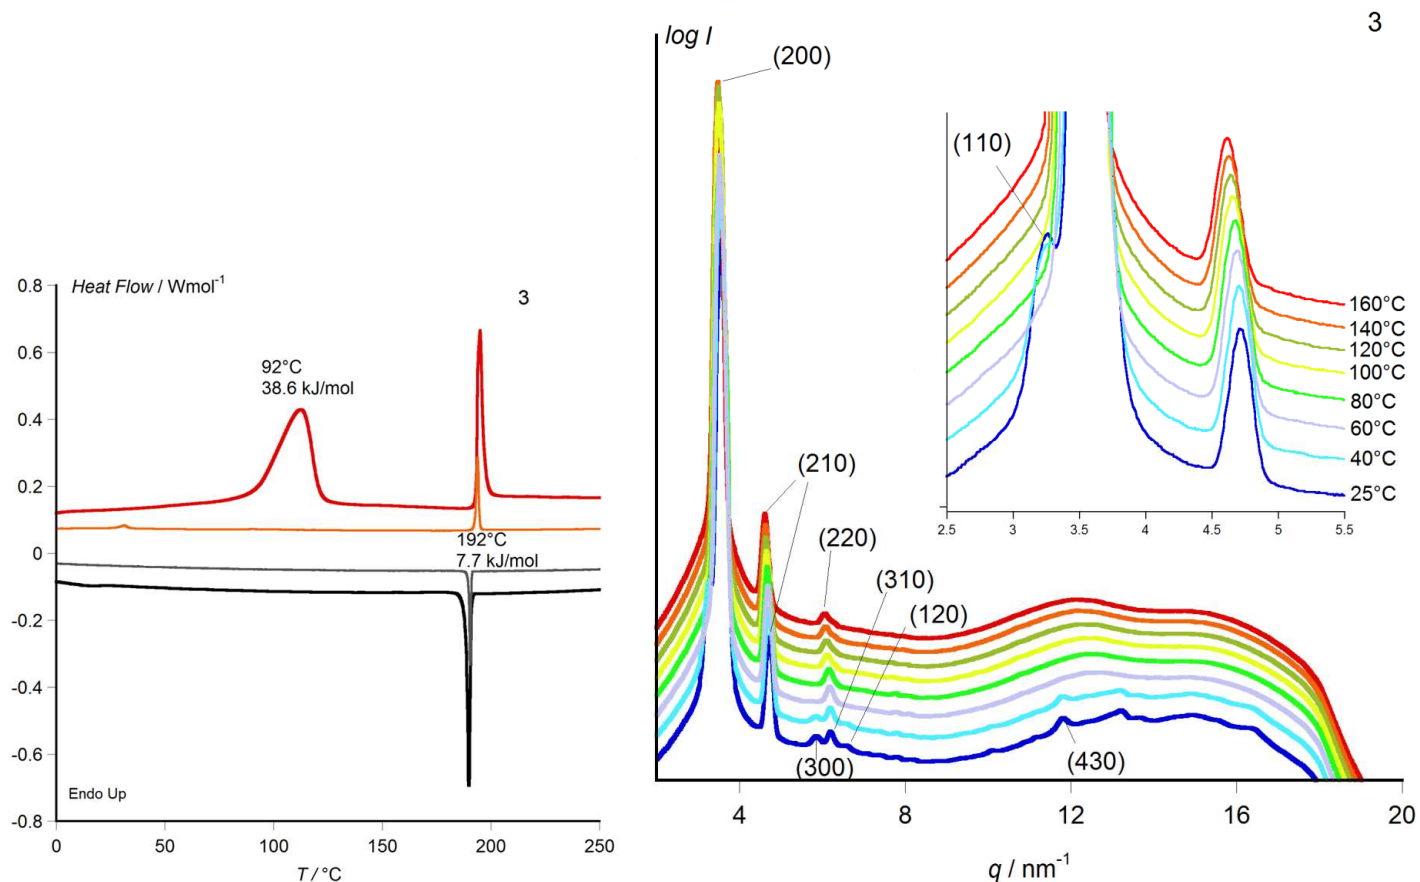 Heat Flow / Wmol-1
3
0.8
0.6
0.4
0.2
0
-0.2
-0.4
-0.6
-0.8
92°C
38.6 kJ/mol
192°C
7.7 kJ/mol
Endo Up
0
50
100
150
200
250
T / °C
log I
3
(200)
(210)
(220)
(310)
(120)
(300)
(430)
4
8
12
16
20
q / nm-1
(110)
160°C
140°C
120°C
100°C
80°C
60°C
40°C
25°C
2.5
3
3.5
4
4.5
5
5.5